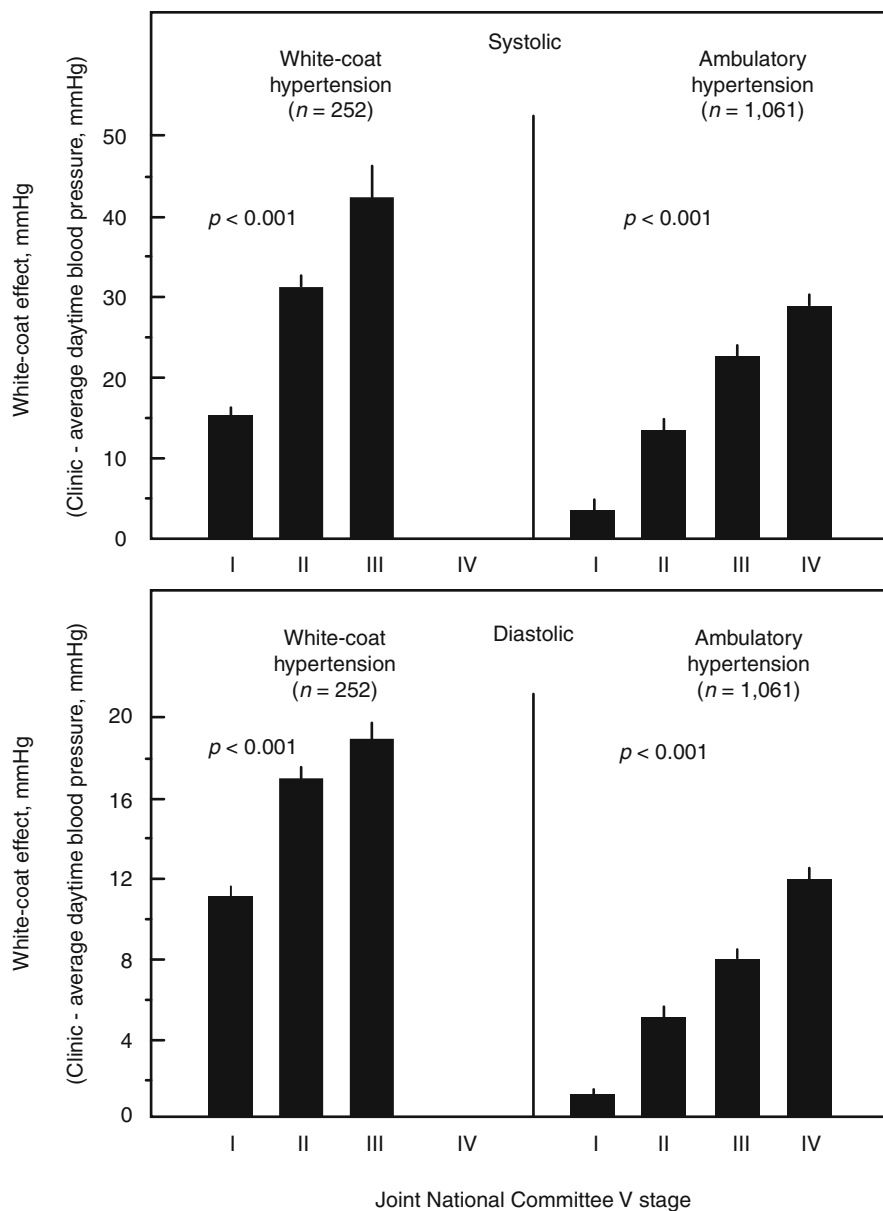 Systolic
White-coat
hypertension
(n = 252)
Ambulatory
hypertension
(n = 1,061)
White-coat effect, mmHg
(Clinic - average daytime blood pressure, mmHg)
50
40
30
20
10
0
p < 0.001
p < 0.001
I II III IV I II III IV
Diastolic
White-coat
hypertension
(n = 252)
Ambulatory
hypertension
(n = 1,061)
White-coat effect, mmHg
(Clinic - average daytime blood pressure, mmHg)
20
16
12
8
4
0
p < 0.001
p < 0.001
I II III IV I II III IV
Joint National Committee V stage